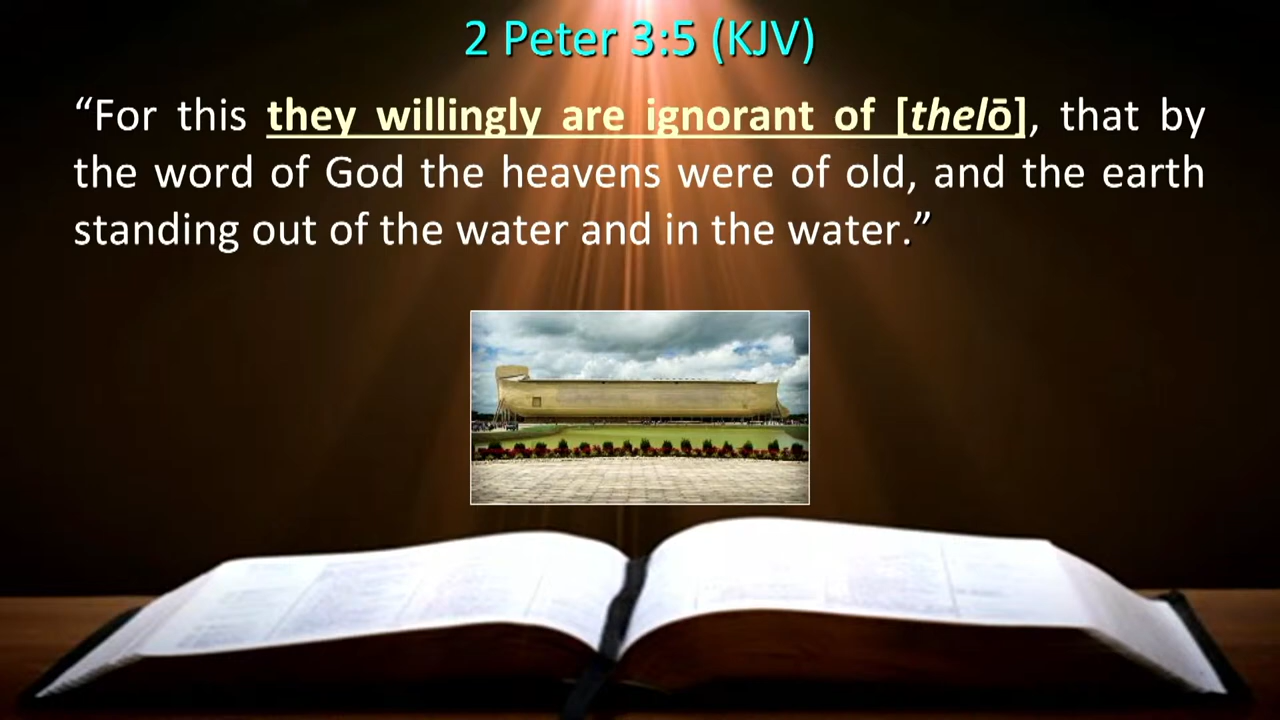 2 Peter 3:5 (KJV)
“For this they willingly are ignorant of [thelō], that by
the word of God the heavens were of old, and the earth
standing out of the water and in the water.”